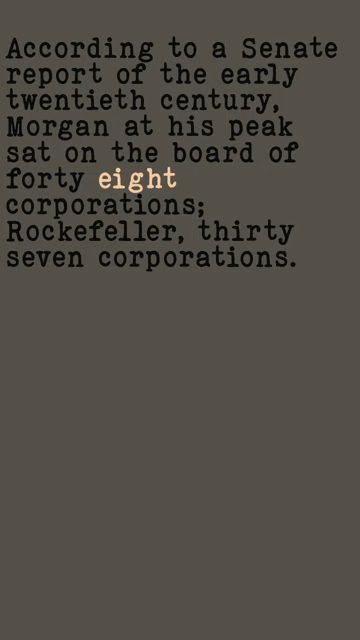 According to a Senate
report of the early
twentieth century,
Morgan at his peak
sat on the board of
forty eight
corporations;
Rockefeller, thirty
seven corporations.